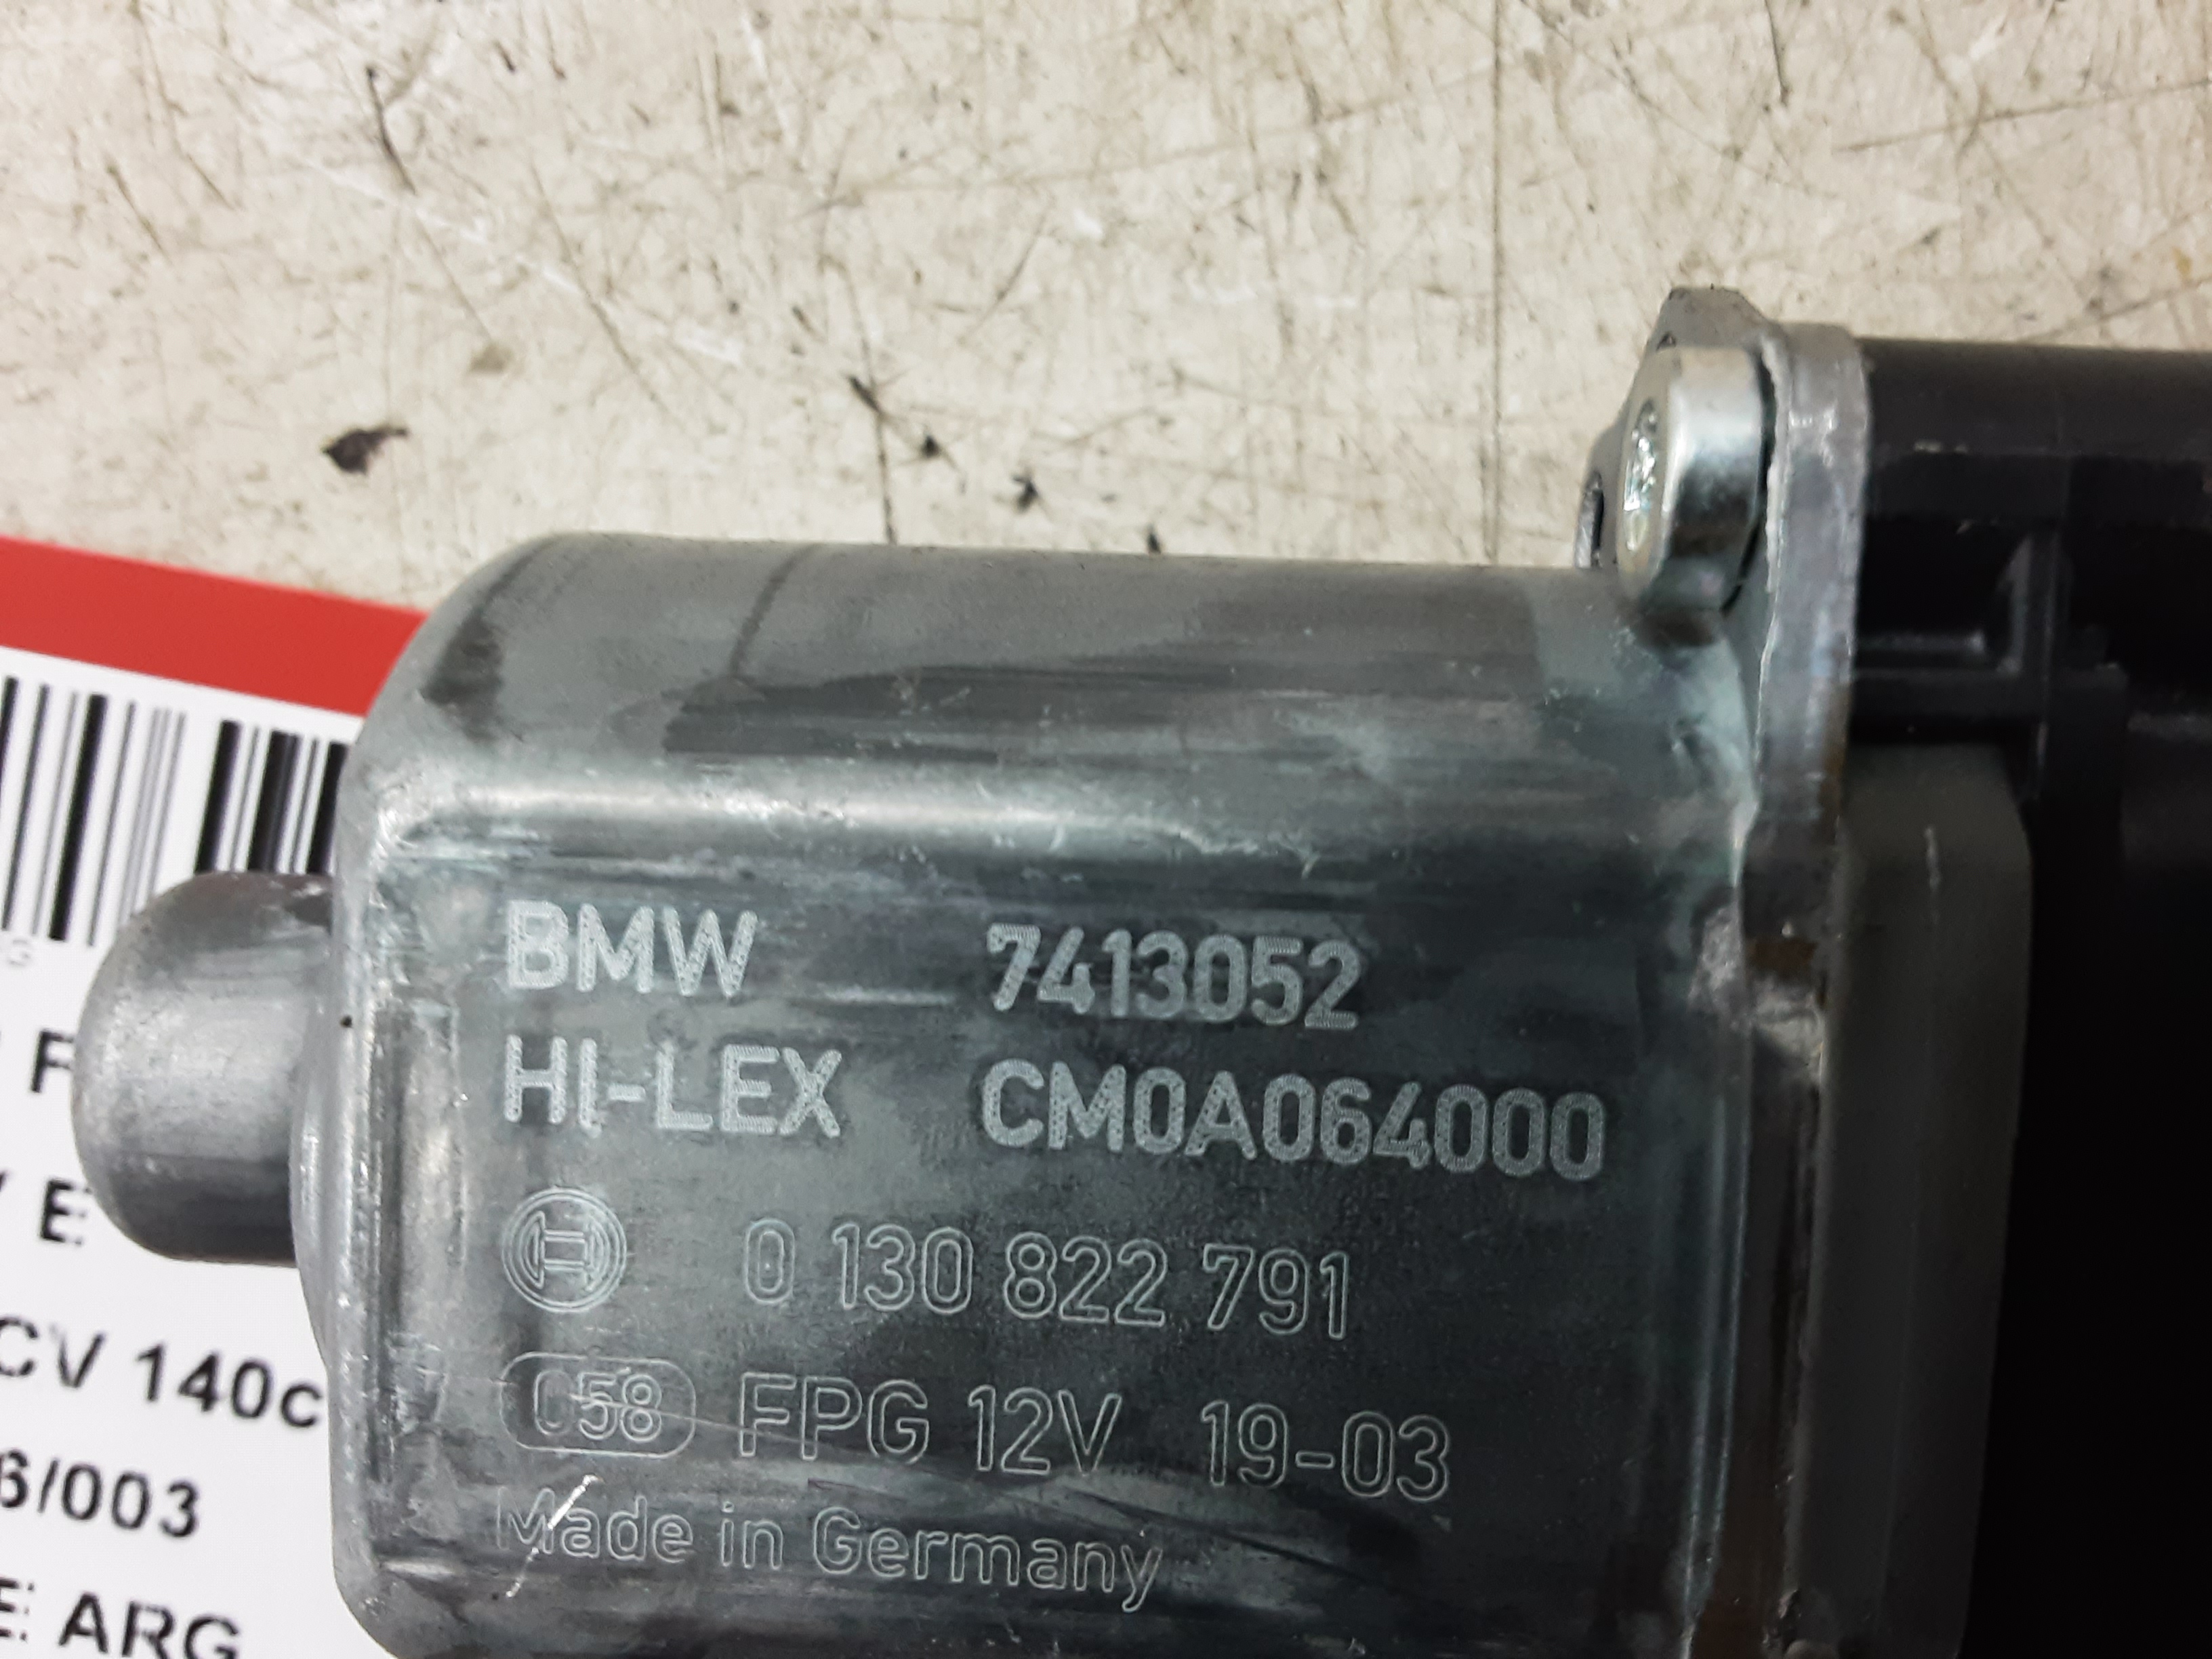 BMW 7413052
HI-LEX CM0A064000
0 130 822 791
058 FPG 12V 19-03
Made in Germany
F
E
CV 140c
6/003
E ARG